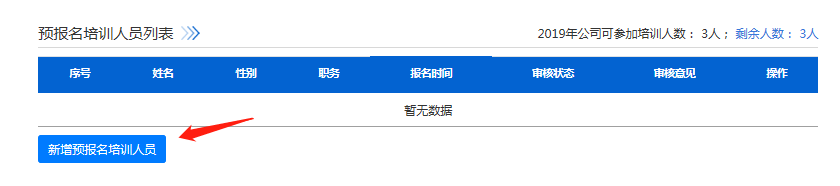 预报名培训人员列表
2019年公司可参加培训人数： 3人； 剩余人数： 3人
序号 姓名 性别 职务 报名时间 审核状态 审核意见 操作
暂无数据
新增预报名培训人员